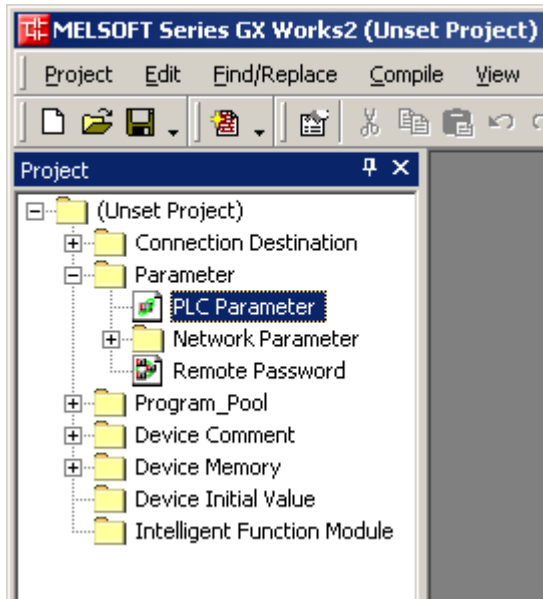 MELSOFT Series GX Works2 (Unset Project)
Project Edit Find/Replace Compile View
Project
(Unset Project)
Connection Destination
Parameter
PLC Parameter
Network Parameter
Remote Password
Program_Pool
Device Comment
Device Memory
Device Initial Value
Intelligent Function Module